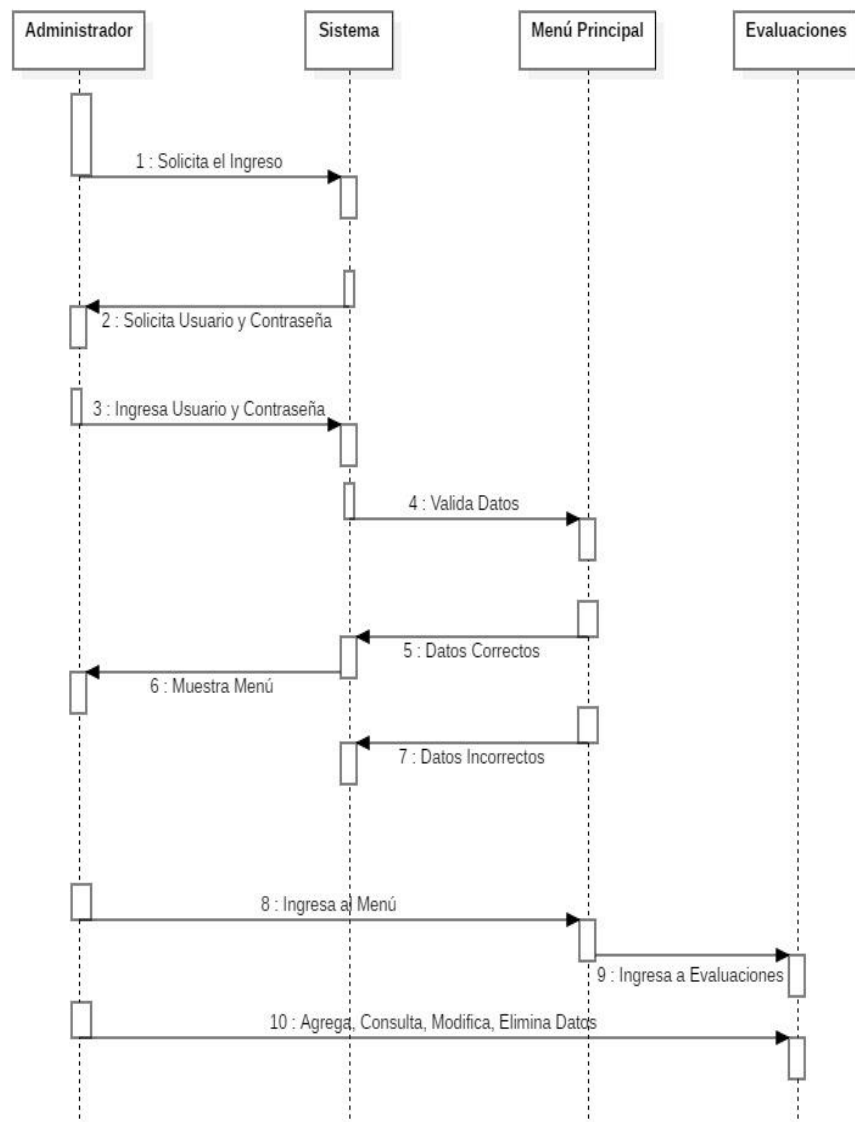 Administrador
Sistema
Menú Principal
Evaluaciones
1 : Solicita el Ingreso
2 : Solicita Usuario y Contraseña
3 : Ingresa Usuario y Contraseña
4 : Valida Datos
5 : Datos Correctos
6 : Muestra Menú
7 : Datos Incorrectos
8 : Ingresa al Menú
9 : Ingresa a Evaluaciones
10 : Agrega, Consulta, Modifica, Elimina Datos